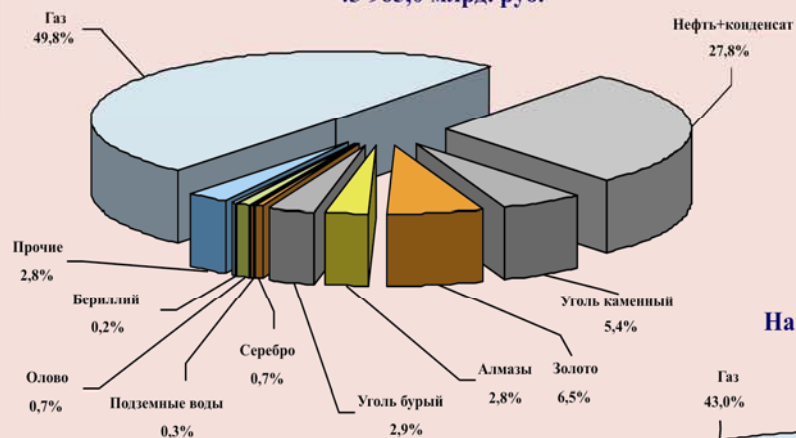 Газ
49,8%
Нефть+конденсат
27,8%
Прочие
2,8%
Бериллий
0,2%
Олово
0,7%
Подземные воды
0,3%
Серебро
0,7%
Уголь бурый
2,9%
Алмазы
2,8%
Золото
6,5%
Уголь каменный
5,4%
На
Газ
43,0%